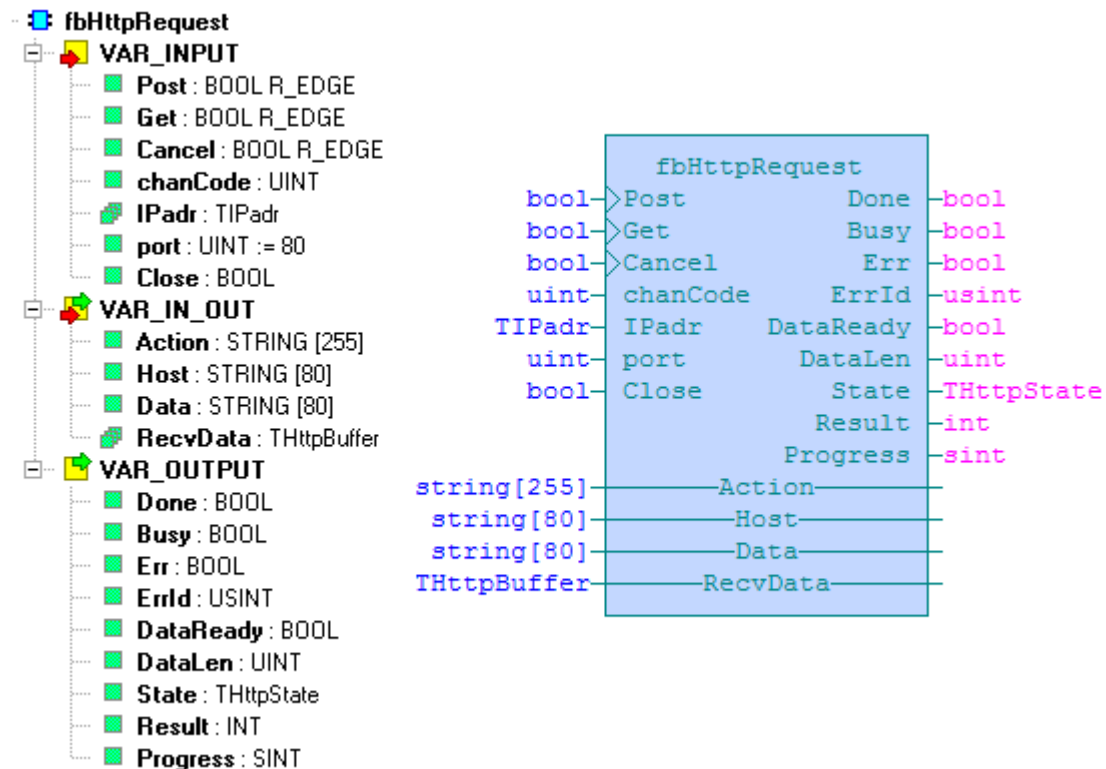 fbHttpRequest
VAR_INPUT
Post : BOOL R_EDGE
Get : BOOL R_EDGE
Cancel : BOOL R_EDGE
chanCode : UINT
IPadr : TIPadr
port : UINT := 80
Close : BOOL
VAR_IN_OUT
Action : STRING [255]
Host : STRING [80]
Data : STRING [80]
RecvData : THttpBuffer
VAR_OUTPUT
Done : BOOL
Busy : BOOL
Err : BOOL
ErrId : USINT
DataReady : BOOL
DataLen : UINT
State : THttpState
Result : INT
Progress : SINT
fbHttpRequest
bool Post Done bool
bool Get Busy bool
bool Cancel Err bool
uint chanCode ErrId usint
TIPadr IPadr DataReady bool
uint port DataLen uint
bool Close State THttpState
Result int
Progress sint
string[255] Action
string[80] Host
string[80] Data
THttpBuffer RecvData